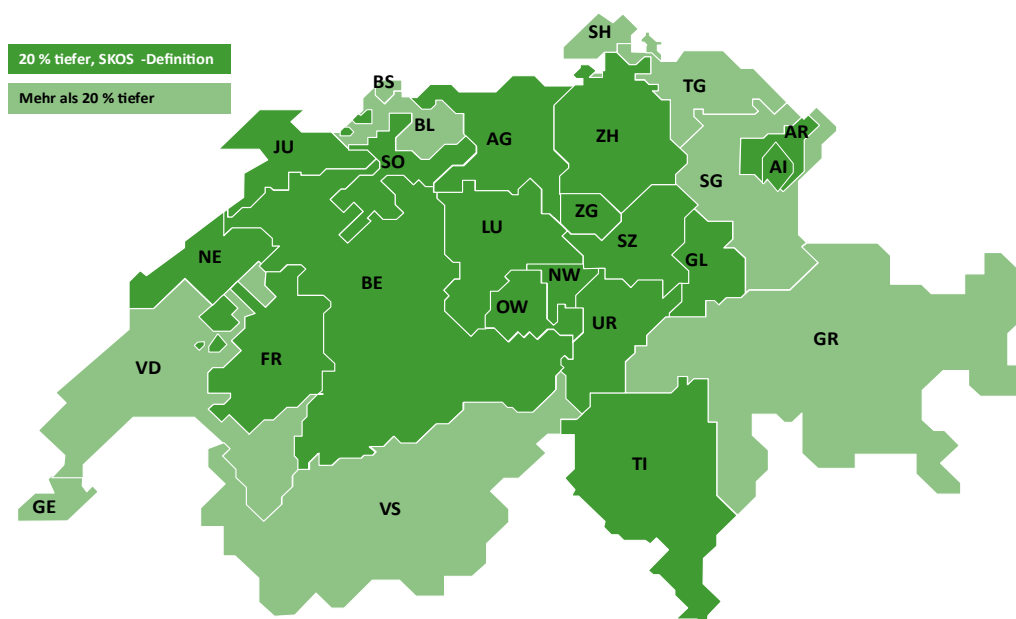 SH
20 % tiefer, SKOS -Definition
BS
TG
Mehr als 20 % tiefer
BL
AG
ZH
AR
JU
SO
AI
SG
ZG
LU
SZ
NE
GL
NW
BE
OW
UR
GR
FR
VD
TI
GE
VS